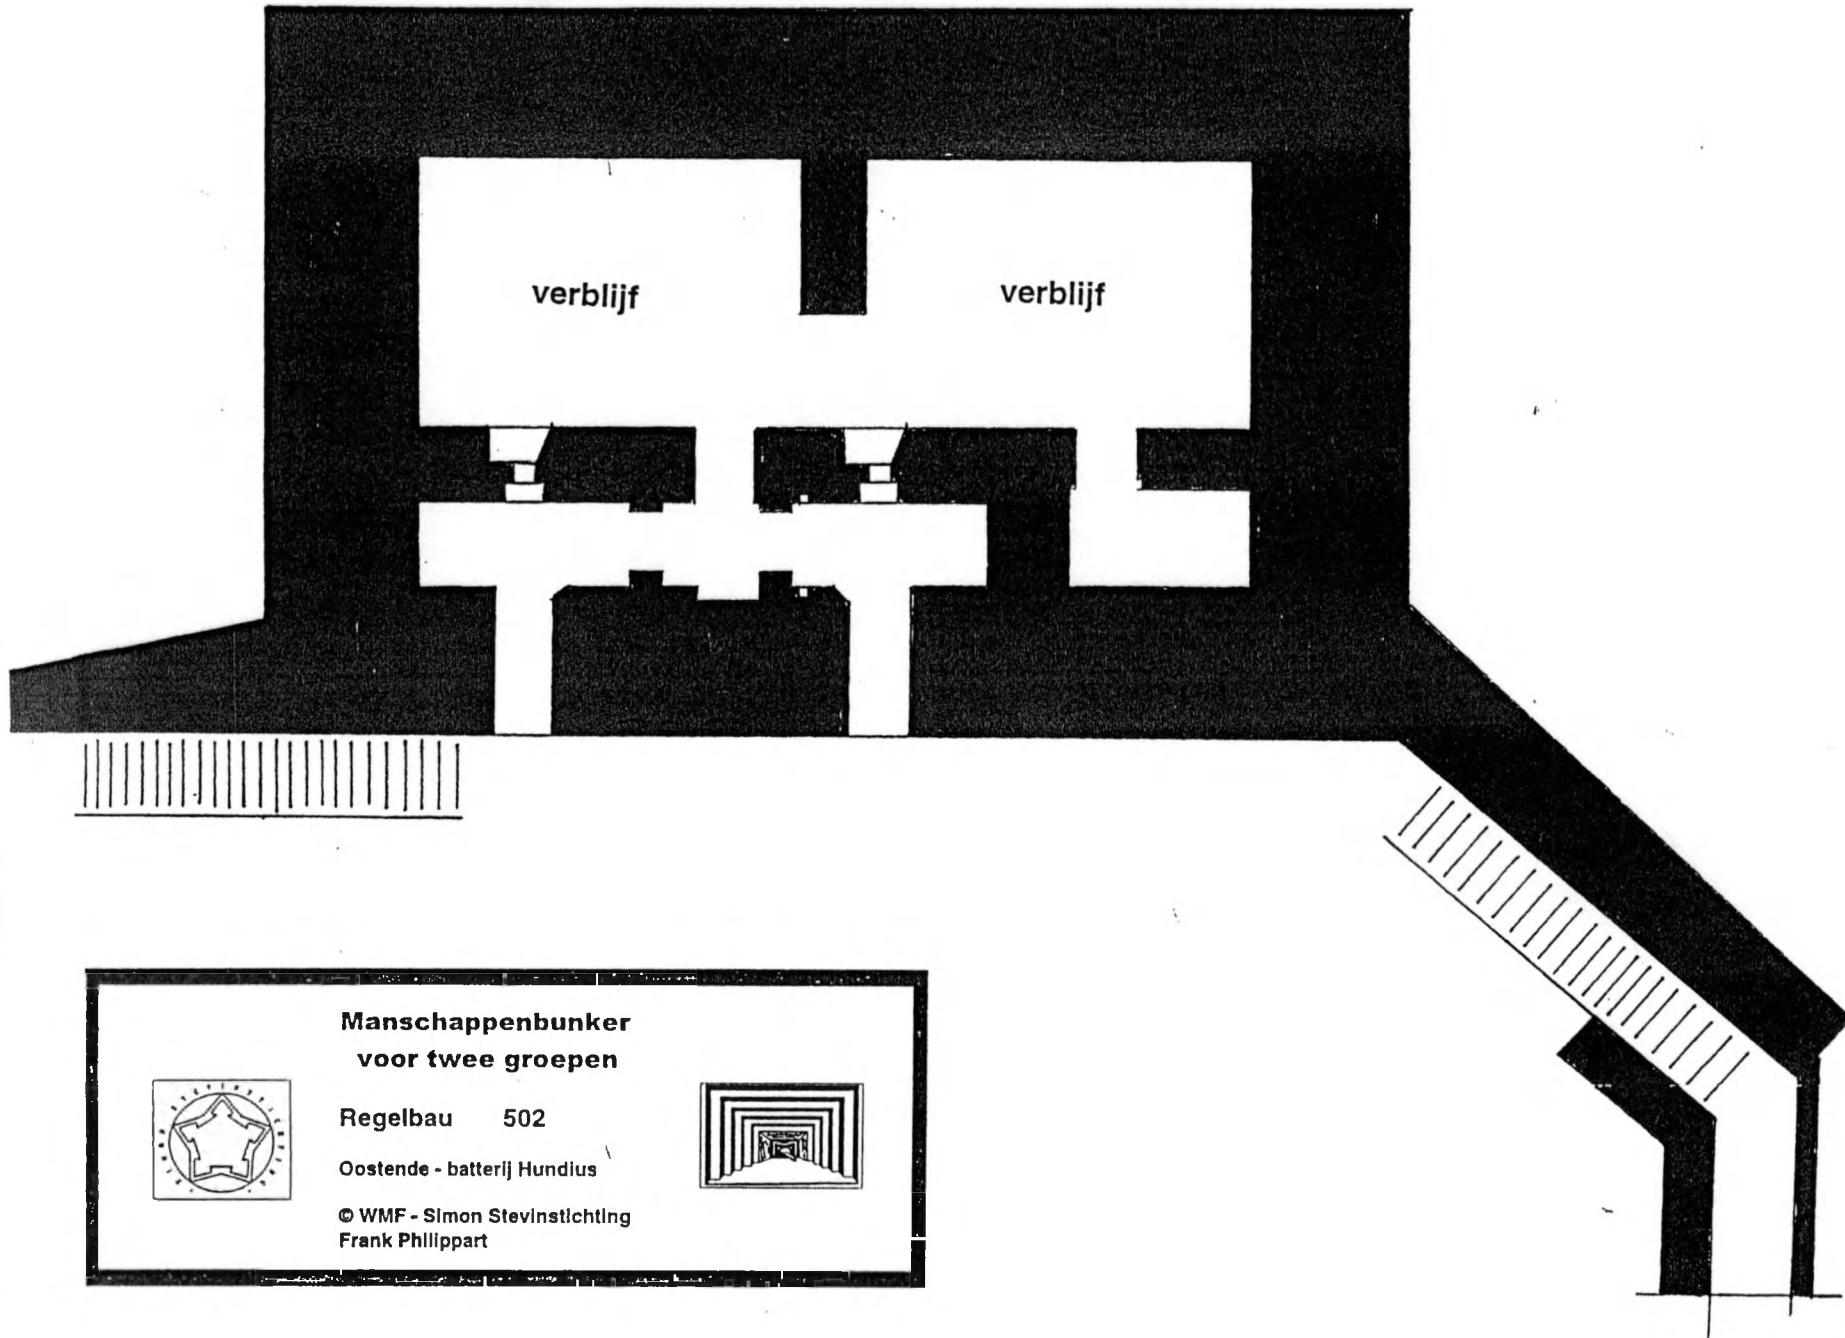 verblijf
verblijf
Manschappenbunker
voor twee groepen
Regelbau 502
Oostende - batterij Hundius
© WMF - Simon Stevinstichting
Frank Philippart